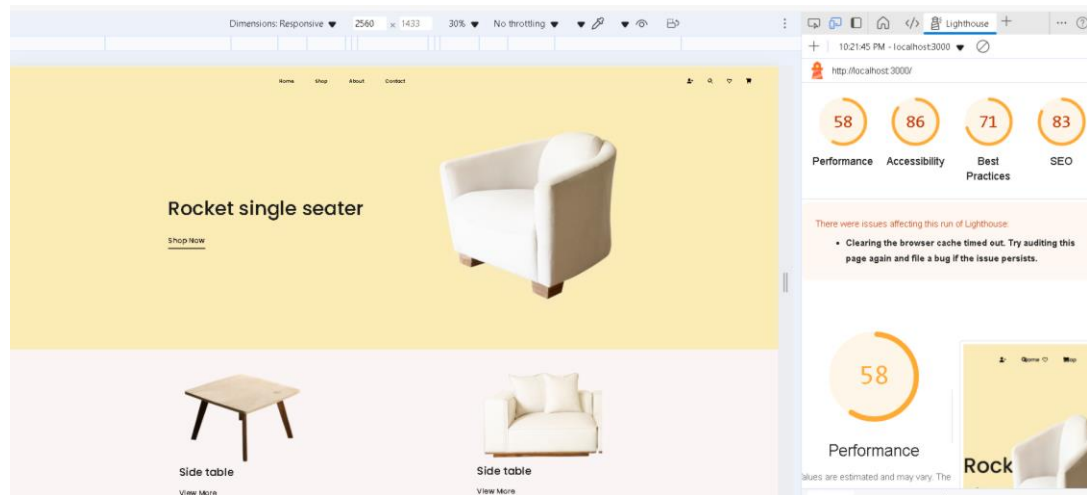 Dimensions: Responsive 2560 × 1433 30% No throttling
Home Shop About Contact
Rocket single seater
Shop Now
Side table
View More
Side table
View More
Lighthouse
10:21:45 PM - localhost:3000
http://localhost:3000/
58 86 71 83
Performance Accessibility Best Practices SEO
There were issues affecting this run of Lighthouse:
Clearing the browser cache timed out. Try auditing this
page again and file a bug if the issue persists.
58
Performance
Values are estimated and may vary. The
Rock